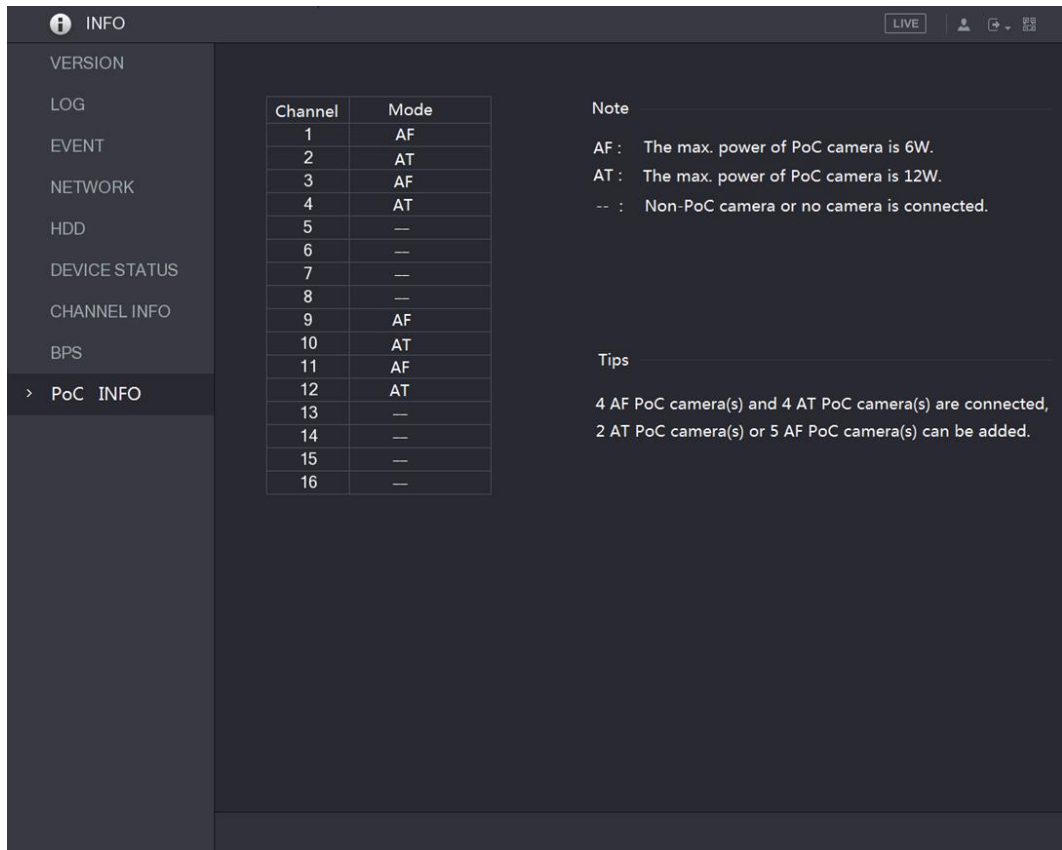 INFO
LIVE
VERSION
LOG
EVENT
NETWORK
HDD
DEVICE STATUS
CHANNEL INFO
BPS
> PoC INFO
Channel Mode
1 AF
2 AT
3 AF
4 AT
5 --
6 --
7 --
8 --
9 AF
10 AT
11 AF
12 AT
13 --
14 --
15 --
16 --
Note
AF : The max. power of PoC camera is 6W.
AT : The max. power of PoC camera is 12W.
-- : Non-PoC camera or no camera is connected.
Tips
4 AF PoC camera(s) and 4 AT PoC camera(s) are connected,
2 AT PoC camera(s) or 5 AF PoC camera(s) can be added.